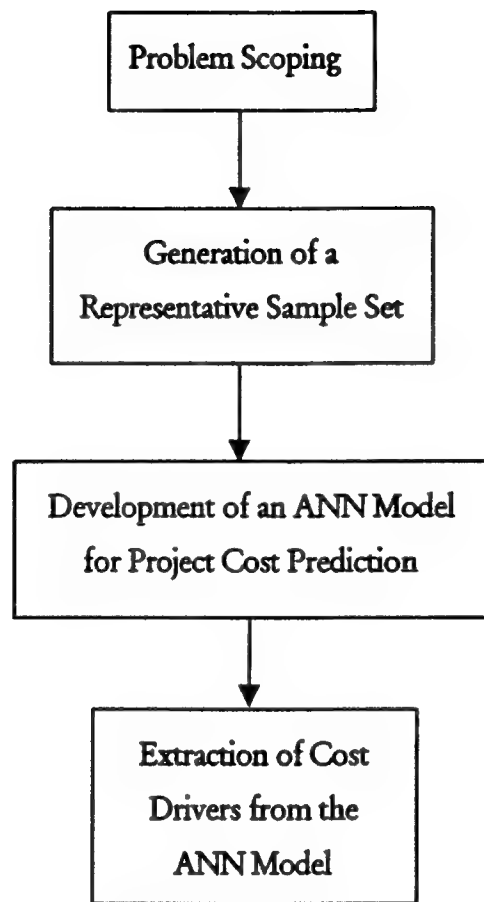 Problem Scoping
Generation of a
Representative Sample Set
Development of an ANN Model
for Project Cost Prediction
Extraction of Cost
Drivers from the
ANN Model